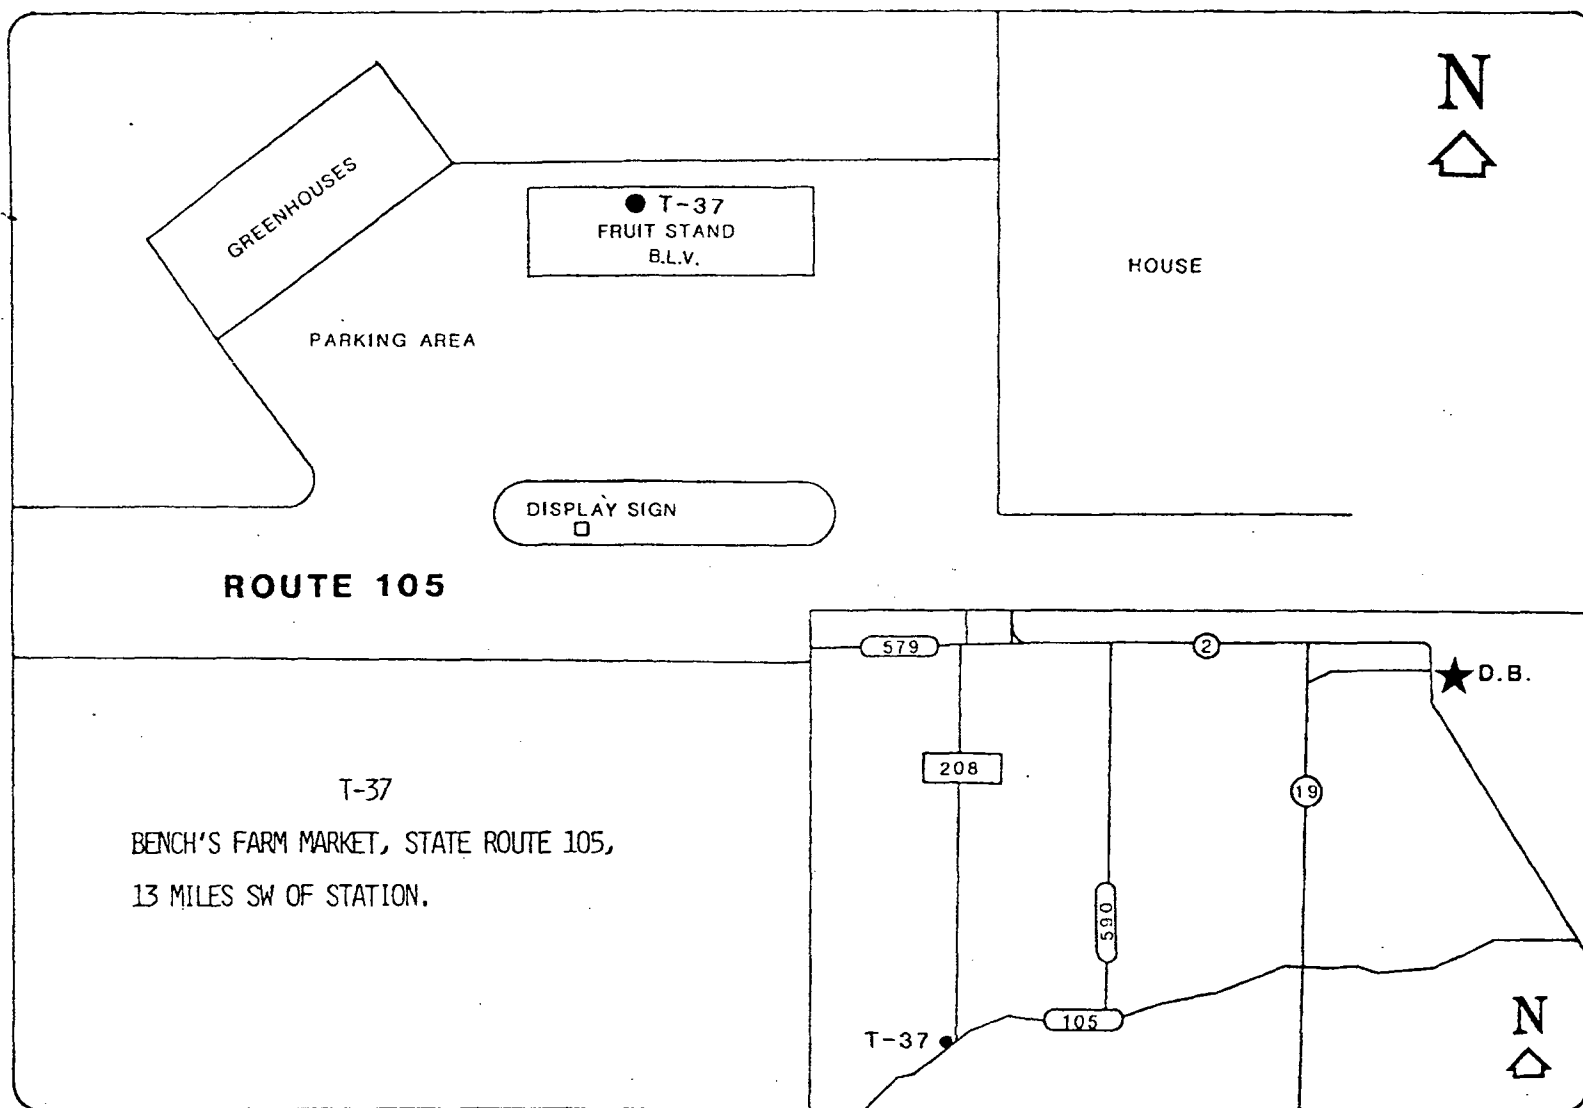 N
GREENHOUSES
T-37
FRUIT STAND
B.L.V.
HOUSE
PARKING AREA
DISPLAY SIGN
ROUTE 105
579
2
D.B.
208
19
T-37
BENCH'S FARM MARKET, STATE ROUTE 105,
13 MILES SW OF STATION.
590
105
T-37
N